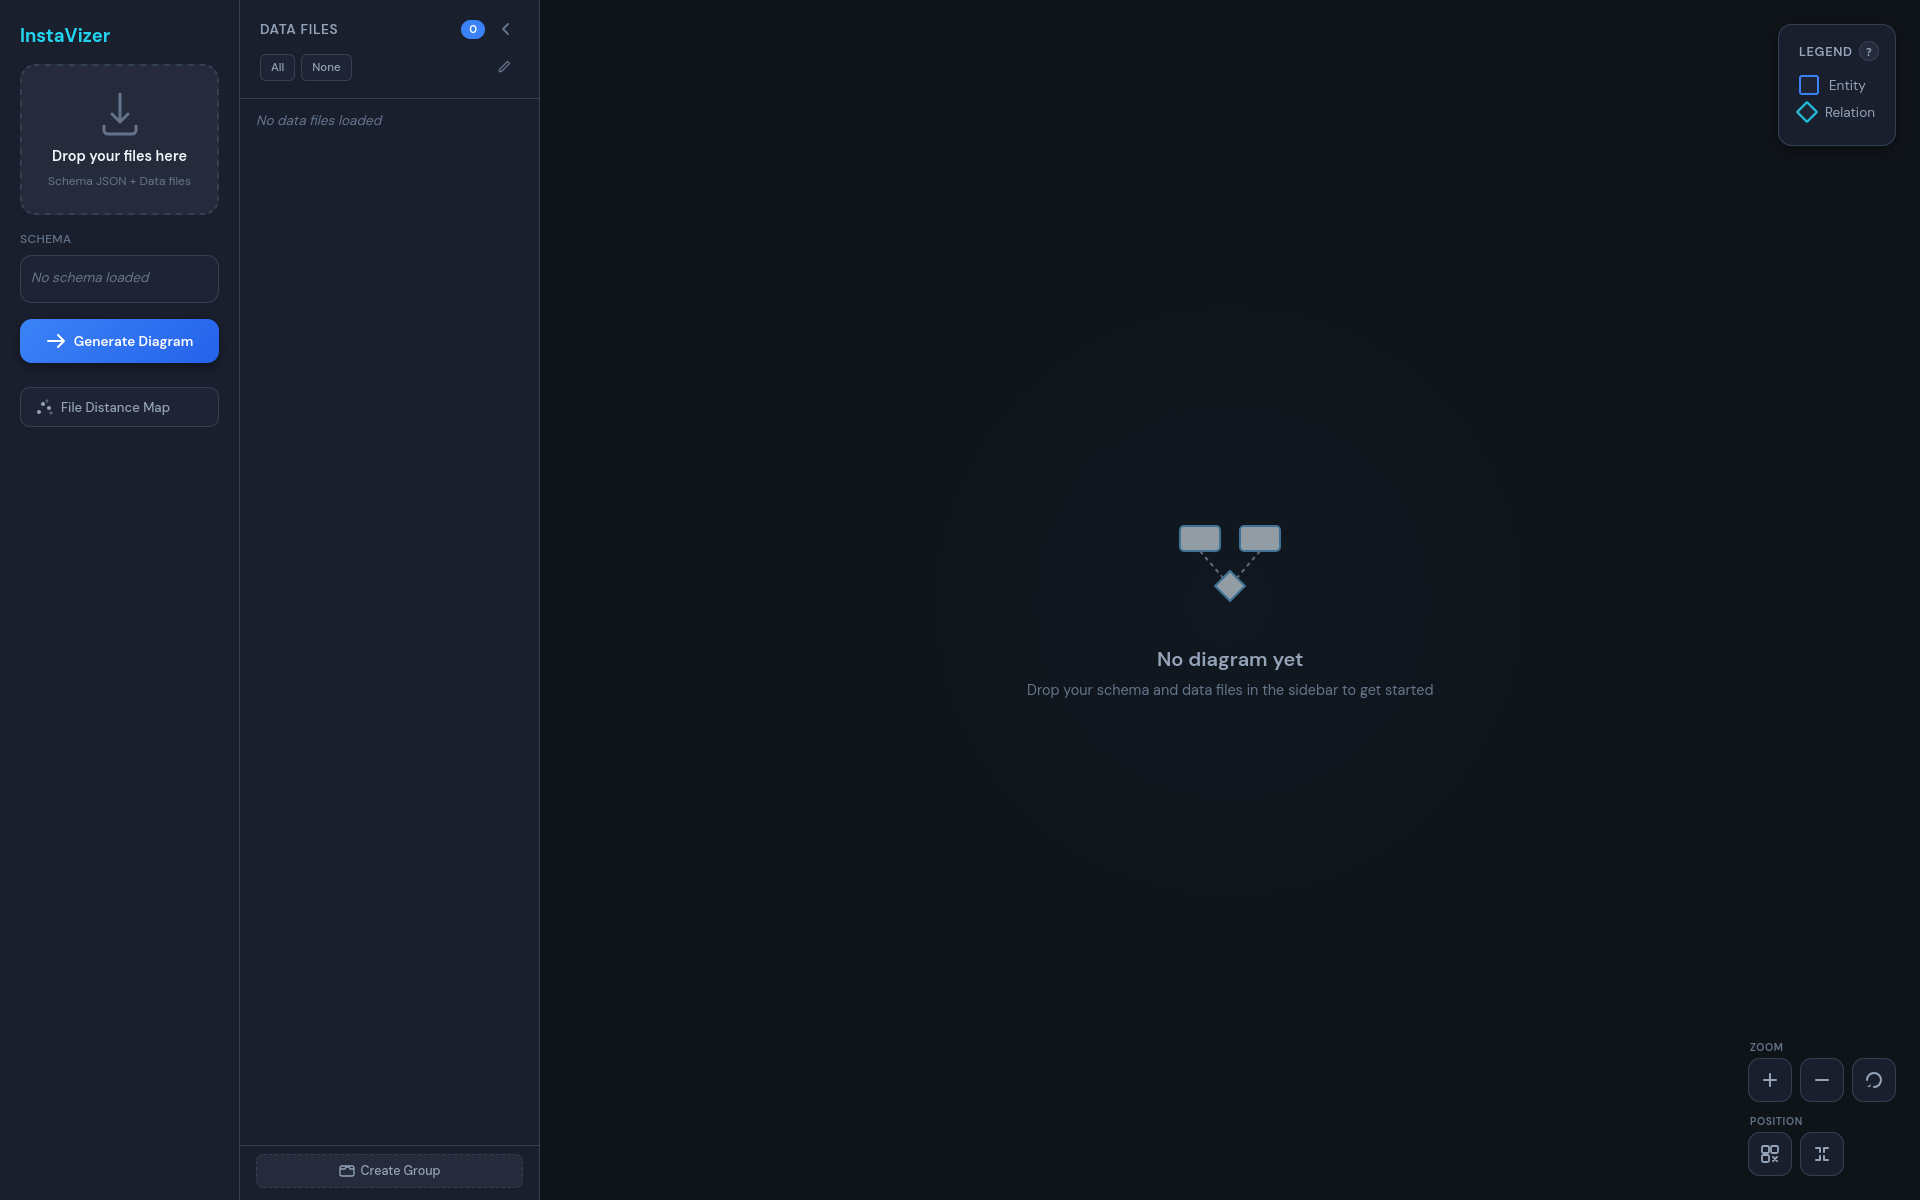 InstaVizer
Drop your files here
Schema JSON + Data files
SCHEMA
No schema loaded
Generate Diagram
File Distance Map
DATA FILES
0
All
None
No data files loaded
Create Group
No diagram yet
Drop your schema and data files in the sidebar to get started
LEGEND ?
Entity
Relation
ZOOM
POSITION